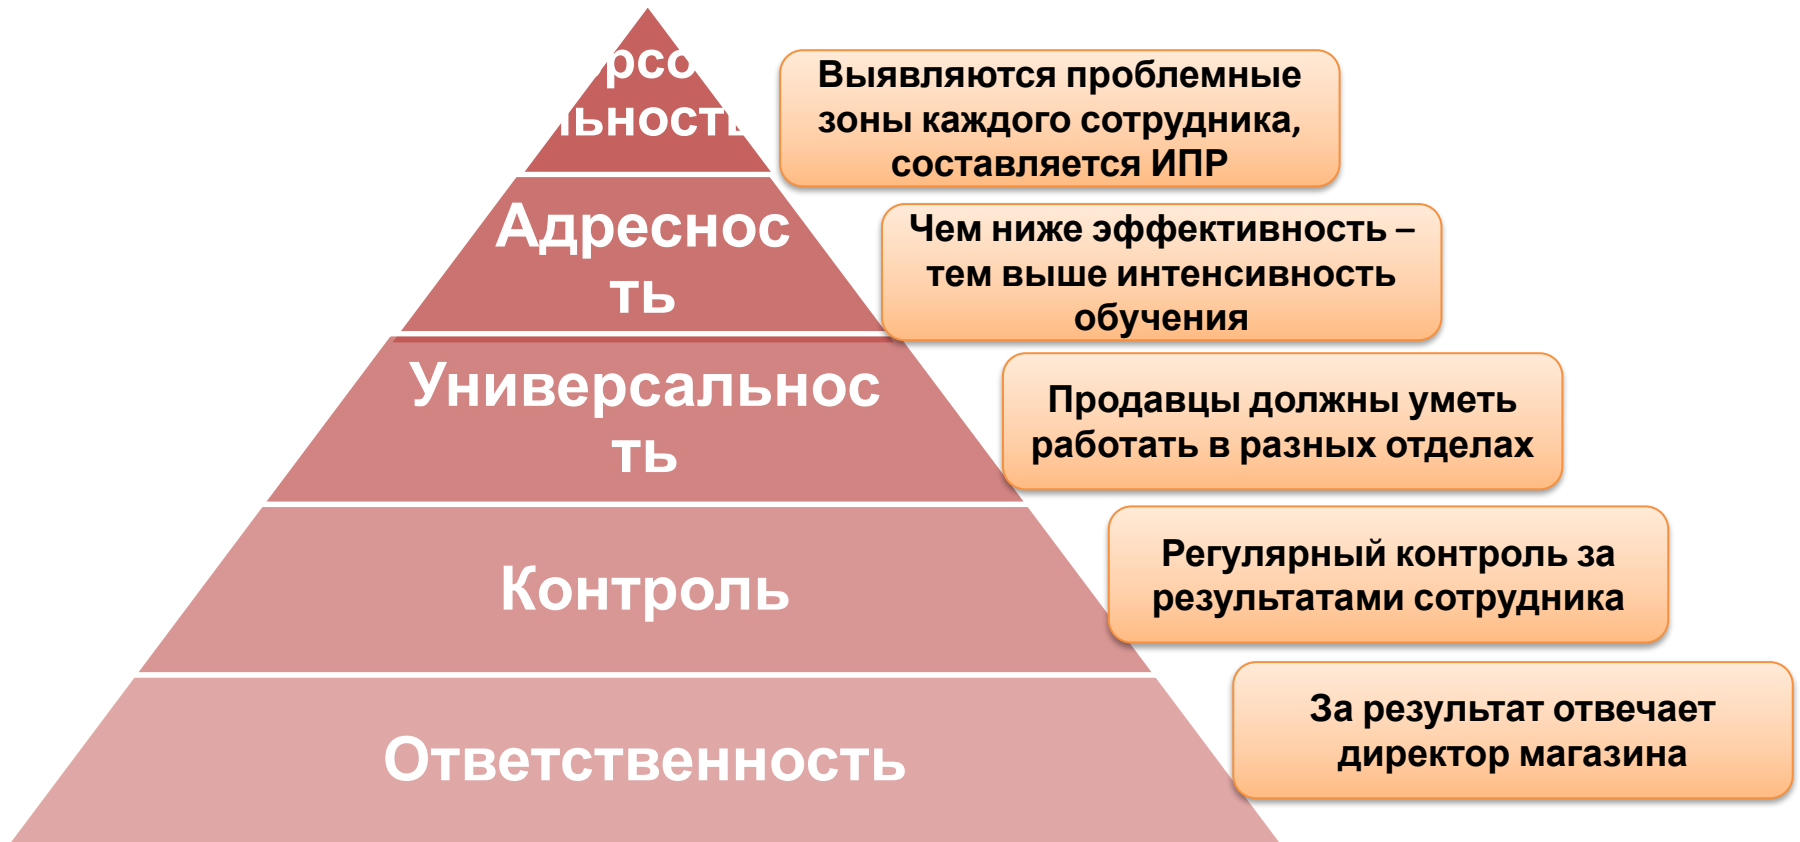 рсо
льность
Выявляются проблемные
зоны каждого сотрудника,
составляется ИПР
Адреснос
ть
Чем ниже эффективность –
тем выше интенсивность
обучения
Универсальнос
ть
Продавцы должны уметь
работать в разных отделах
Контроль
Регулярный контроль за
результатами сотрудника
Ответственность
За результат отвечает
директор магазина